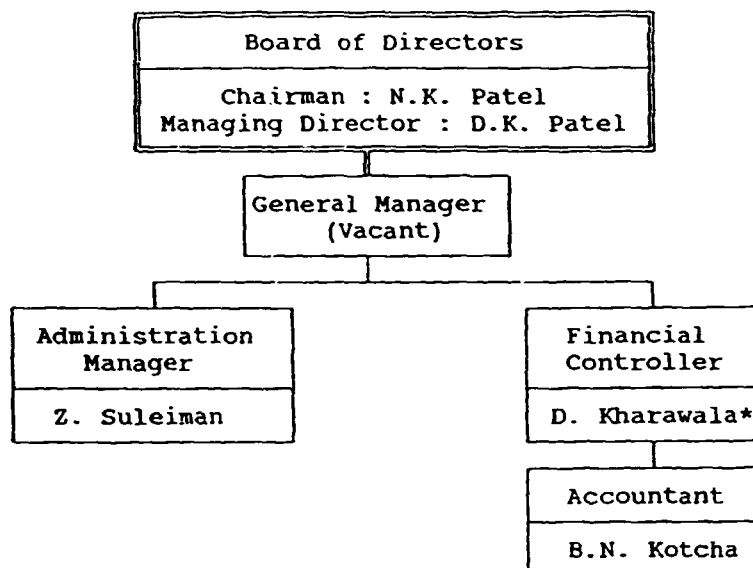 Board of Directors
Chairman : N.K. Patel
Managing Director : D.K. Patel
General Manager
(Vacant)
Administration
Manager
Z. Suleiman
Financial
Controller
D. Kharawala*
Accountant
B.N. Kotcha